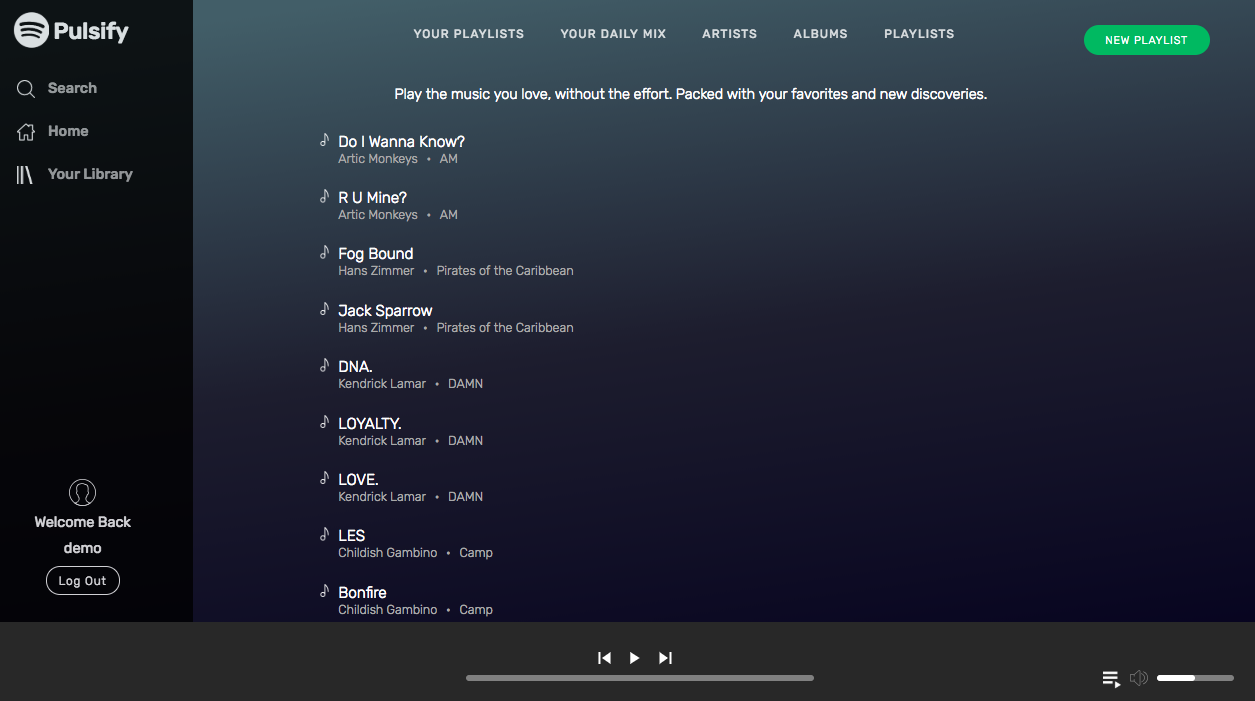 Pulsify
Search
Home
Your Library
Welcome Back
demo
Log Out
YOUR PLAYLISTS YOUR DAILY MIX ARTISTS ALBUMS PLAYLISTS
NEW PLAYLIST
Play the music you love, without the effort. Packed with your favorites and new discoveries.
Do I Wanna Know?
Artic Monkeys • AM
R U Mine?
Artic Monkeys • AM
Fog Bound
Hans Zimmer • Pirates of the Caribbean
Jack Sparrow
Hans Zimmer • Pirates of the Caribbean
DNA.
Kendrick Lamar • DAMN
LOYALTY.
Kendrick Lamar • DAMN
LOVE.
Kendrick Lamar • DAMN
LES
Childish Gambino • Camp
Bonfire
Childish Gambino • Camp